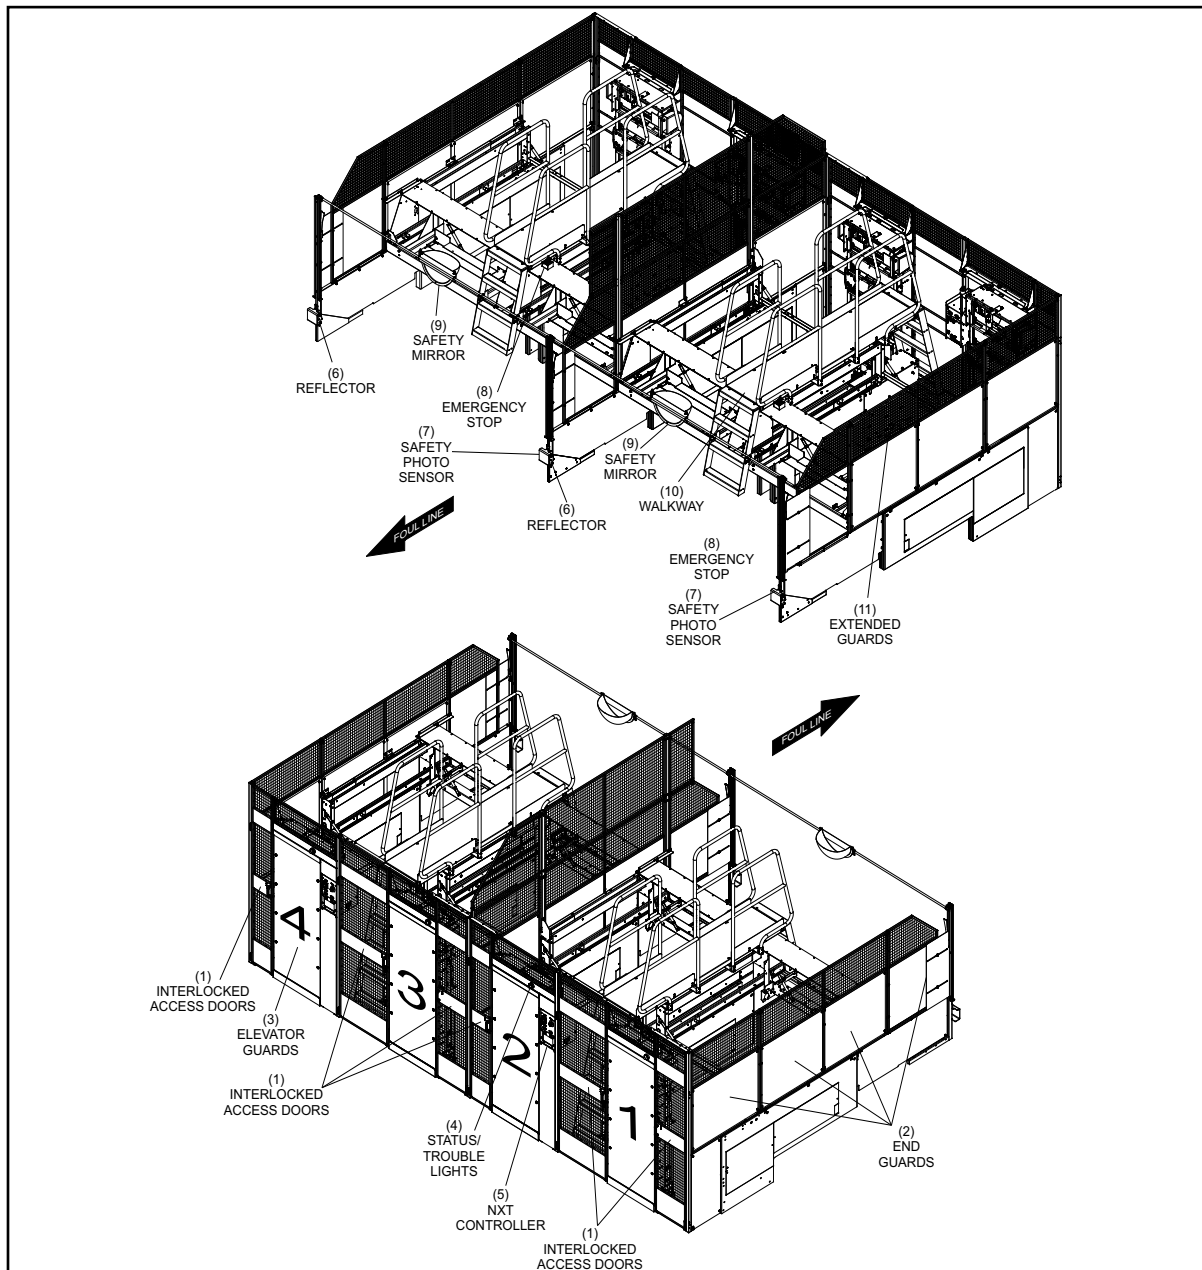 (9)
SAFETY
MIRROR
(6)
REFLECTOR
(8)
EMERGENCY
STOP
(7)
SAFETY
PHOTO
SENSOR
(9)
SAFETY
MIRROR
(10)
WALKWAY
(6)
REFLECTOR
FOUL LINE
(8)
EMERGENCY
STOP
(7)
SAFETY
PHOTO
SENSOR
(11)
EXTENDED
GUARDS
FOUL LINE
4
3
2
1
(1)
INTERLOCKED
ACCESS DOORS
(3)
ELEVATOR
GUARDS
(1)
INTERLOCKED
ACCESS DOORS
(4)
STATUS/
TROUBLE
LIGHTS
(5)
NXT
CONTROLLER
(1)
INTERLOCKED
ACCESS DOORS
(2)
END
GUARDS